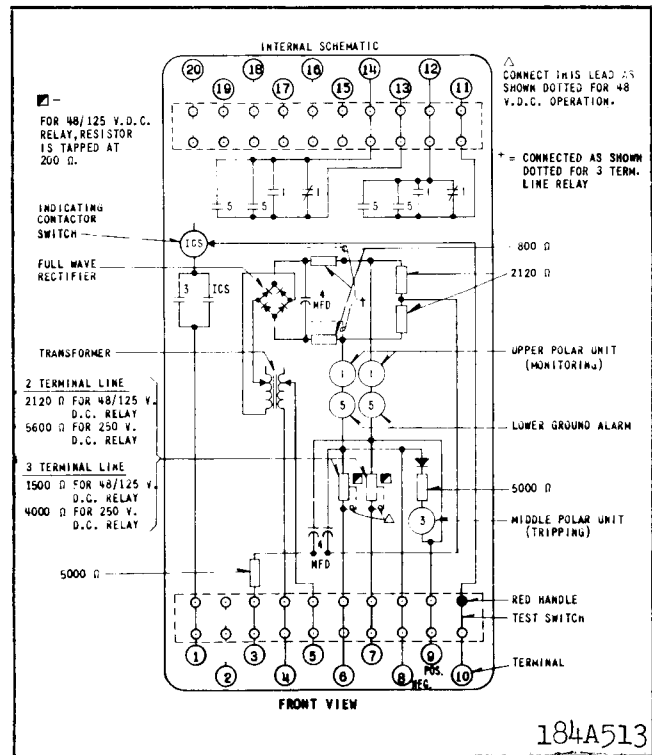 INTERNAL SCHEMATIC
20 18 16 14 12
19 17 15 13 11
△
CONNECT THIS LEAD AS
SHOWN DOTTED FOR 48
V.D.C. OPERATION.
-
FOR 48/125 V.D.C.
RELAY, RESISTOR
IS TAPPED AT
200 Ω.
† = CONNECTED AS SHOWN
DOTTED FOR 3 TERM.
LINE RELAY
5 5 1 1 5 5 1 1
INDICATING
CONTACTOR
SWITCH
ICS
800 Ω
2120 Ω
FULL WAVE
RECTIFIER
3 ICS
4
MFD
†
TRANSFORMER
1 1
UPPER POLAR UNIT
(MONITORING)
2 TERMINAL LINE
2120 Ω FOR 48/125 V.
D.C. RELAY
5600 Ω FOR 250 V.
D.C. RELAY
5 5
LOWER GROUND ALARM
3 TERMINAL LINE
1500 Ω FOR 48/125 V.
D.C. RELAY
4000 Ω FOR 250 V.
D.C. RELAY
5000 Ω
3
MIDDLE POLAR UNIT
(TRIPPING)
△
4
MFD
5000 Ω
RED HANDLE
TEST SWITCH
1 3 5 7 9 POS.
2 4 6 8 NEG. 10
TERMINAL
FRONT VIEW
184A513